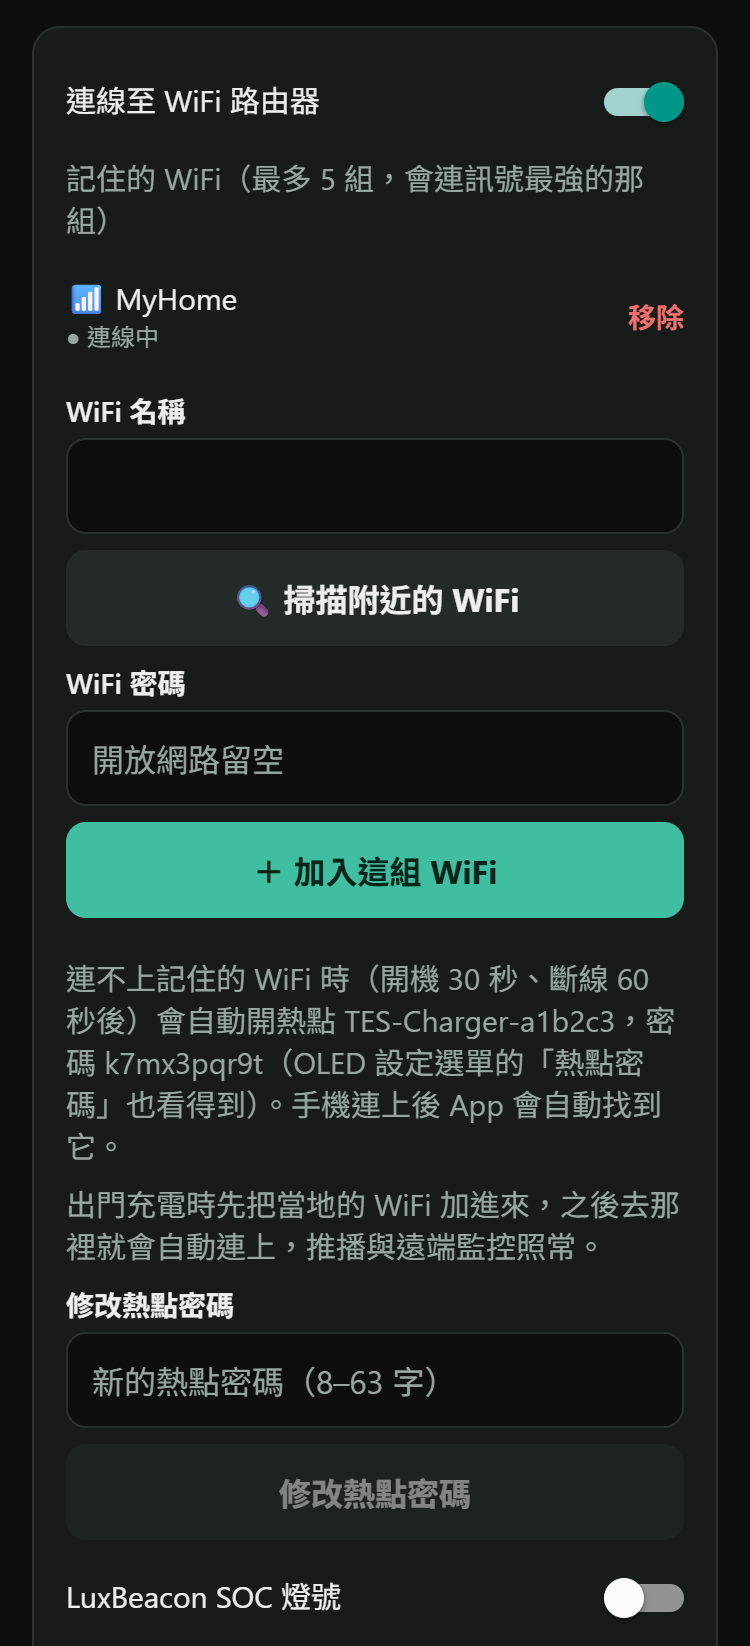 連線至 WiFi 路由器
記住的 WiFi（最多 5 組，會連訊號最強的那
組）
MyHome
移除
● 連線中
WiFi 名稱
掃描附近的 WiFi
WiFi 密碼
開放網路留空
＋ 加入這組 WiFi
連不上記住的 WiFi 時（開機 30 秒、斷線 60
秒後）會自動開熱點 TES-Charger-a1b2c3，密
碼 k7mx3pqr9t（OLED 設定選單的「熱點密
碼」也看得到）。手機連上後 App 會自動找到
它。
出門充電時先把當地的 WiFi 加進來，之後去那
裡就會自動連上，推播與遠端監控照常。
修改熱點密碼
新的熱點密碼（8–63 字）
修改熱點密碼
LuxBeacon SOC 燈號